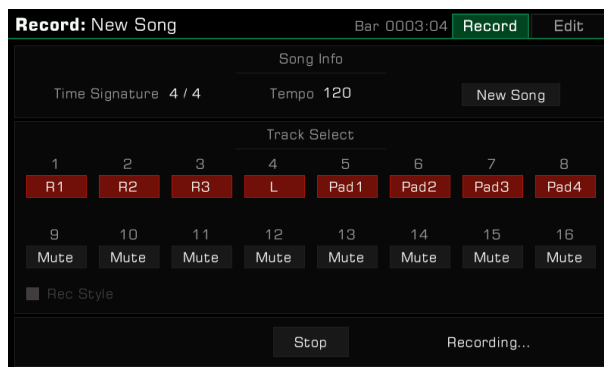 Record: New Song Bar 0003:04 Record Edit
Song Info
Time Signature 4 / 4 Tempo 120 New Song
Track Select
1 2 3 4 5 6 7 8
R1 R2 R3 L Pad1 Pad2 Pad3 Pad4
9 10 11 12 13 14 15 16
Mute Mute Mute Mute Mute Mute Mute Mute
Rec Style
Stop Recording...